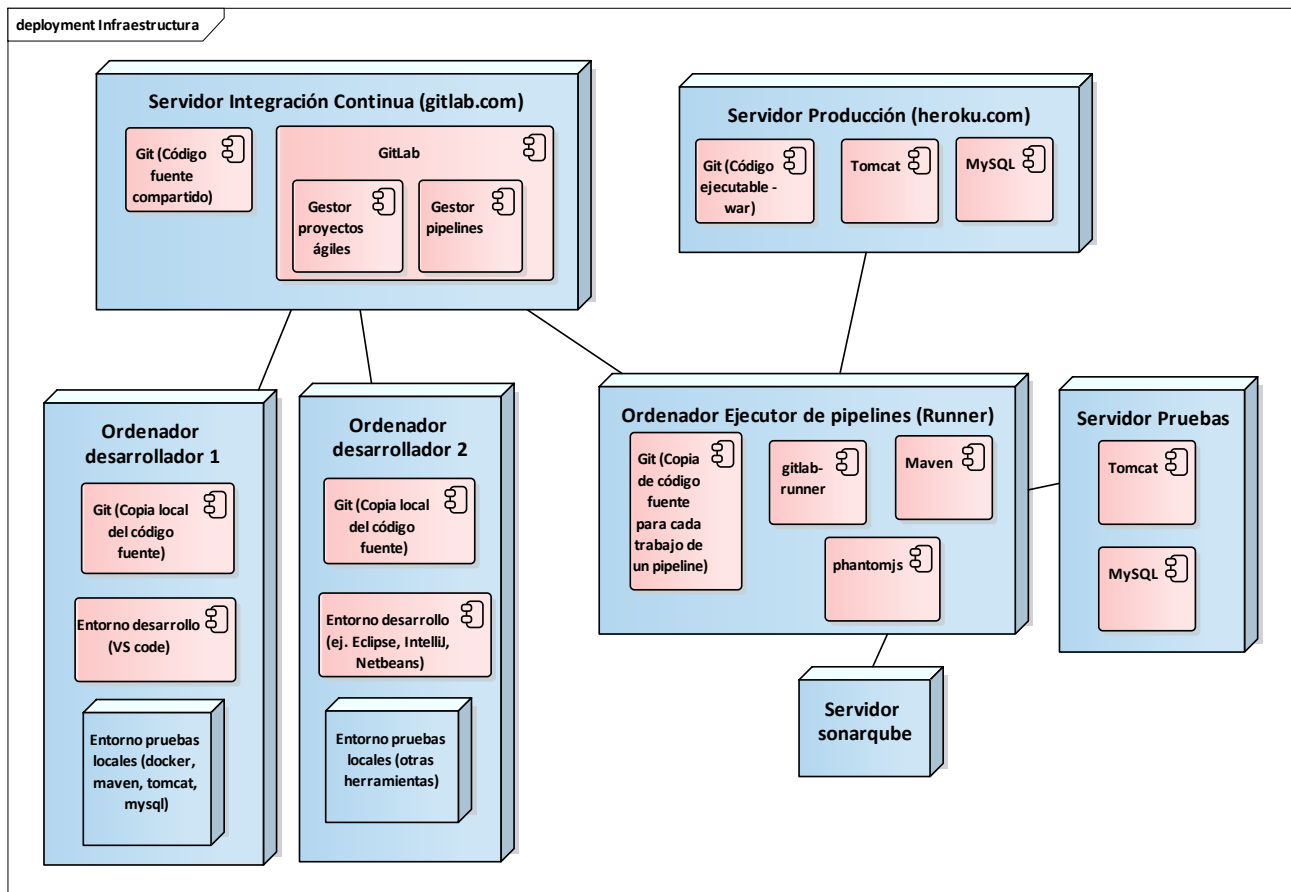 deployment Infraestructura
Servidor Integración Continua (gitlab.com)
Git (Código
fuente
compartido)
GitLab
Gestor
proyectos
ágiles
Gestor
pipelines
Servidor Producción (heroku.com)
Git (Código
ejecutable -
war)
Tomcat
MySQL
Ordenador
desarrollador 1
Git (Copia local
del código
fuente)
Entorno desarrollo
(VS code)
Entorno pruebas
locales (docker,
maven, tomcat,
mysql)
Ordenador
desarrollador 2
Git (Copia local
del código
fuente)
Entorno desarrollo
(ej. Eclipse, IntelliJ,
Netbeans)
Entorno pruebas
locales (otras
herramientas)
Ordenador Ejecutor de pipelines (Runner)
Git (Copia
de código
fuente
para cada
trabajo de
un pipeline)
gitlab-
runner
Maven
phantomjs
Servidor Pruebas
Tomcat
MySQL
Servidor
sonarqube